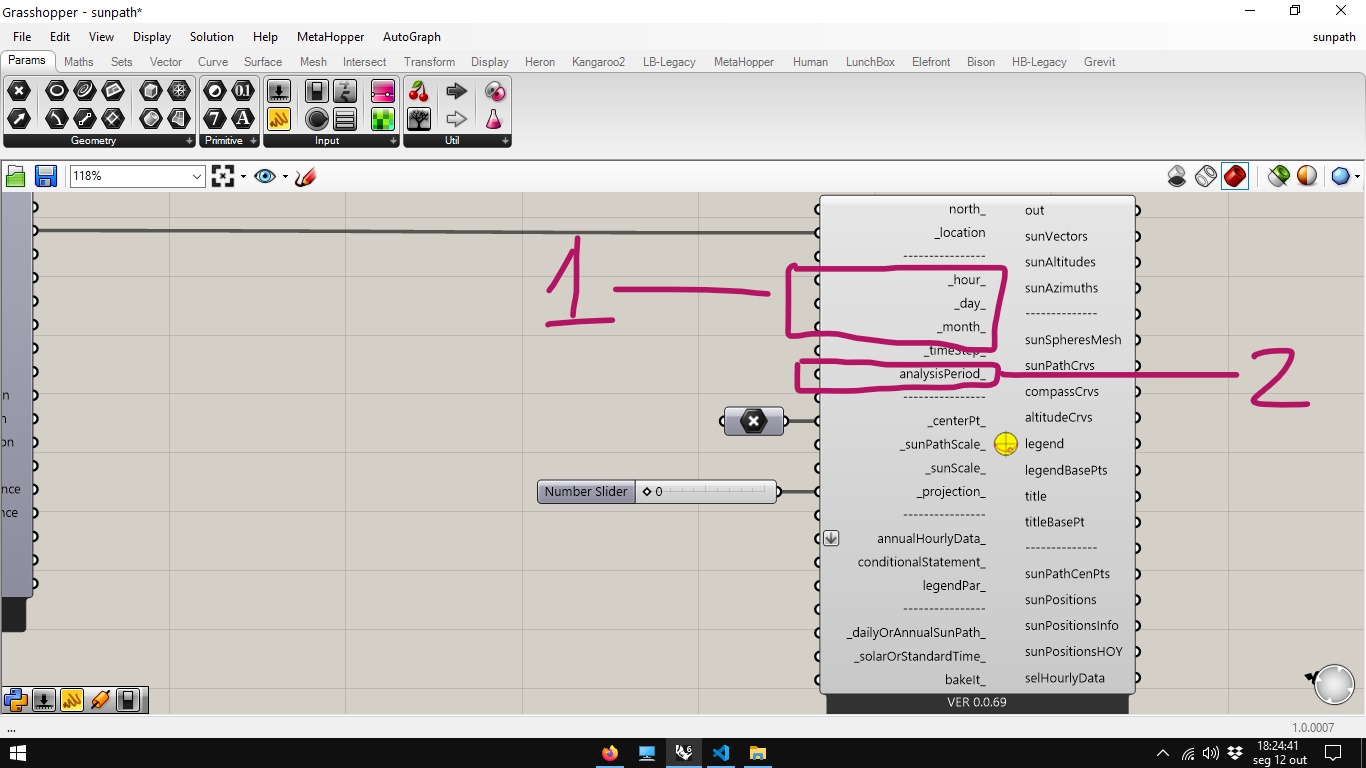 Grasshopper - sunpath*
File Edit View Display Solution Help MetaHopper AutoGraph sunpath
Params Maths Sets Vector Curve Surface Mesh Intersect Transform Display Heron Kangaroo2 LB-Legacy MetaHopper Human LunchBox Elefront Bison HB-Legacy Grevit
Geometry Primitive Input Util
118%
north_ out
_location sunVectors
---------------- sunAltitudes
_hour_ sunAzimuths
_day_ --------------
_month_ sunSpheresMesh
_timeStep_ sunPathCrvs
analysisPeriod_ compassCrvs
---------------- altitudeCrvs
_centerPt_ legend
_sunPathScale_ legendBasePts
_sunScale_ title
_projection_ titleBasePt
---------------- --------------
annualHourlyData_ sunPathCenPts
conditionalStatement_ sunPositions
legendPar_ sunPositionsInfo
---------------- sunPositionsHOY
_dailyOrAnnualSunPath_ selHourlyData
_solarOrStandardTime_
bakeIt_
VER 0.0.69
1
2
n
n
on
nce
nce
Number Slider 0
... 1.0.0007
18:24:41
seg 12 out